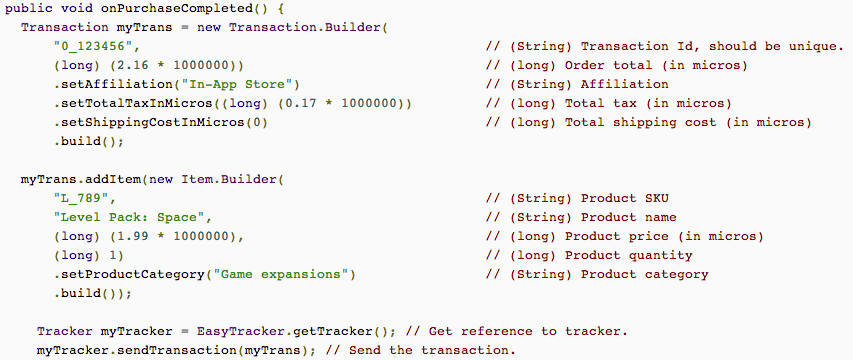 public void onPurchaseCompleted() {
  Transaction myTrans = new Transaction.Builder(
      "0_123456",                                           // (String) Transaction Id, should be unique.
      (long) (2.16 * 1000000))                              // (long) Order total (in micros)
      .setAffiliation("In-App Store")                       // (String) Affiliation
      .setTotalTaxInMicros((long) (0.17 * 1000000))         // (long) Total tax (in micros)
      .setShippingCostInMicros(0)                           // (long) Total shipping cost (in micros)
      .build();

  myTrans.addItem(new Item.Builder(
      "L_789",                                              // (String) Product SKU
      "Level Pack: Space",                                  // (String) Product name
      (long) (1.99 * 1000000),                              // (long) Product price (in micros)
      (long) 1)                                             // (long) Product quantity
      .setProductCategory("Game expansions")                // (String) Product category
      .build());

    Tracker myTracker = EasyTracker.getTracker(); // Get reference to tracker.
    myTracker.sendTransaction(myTrans); // Send the transaction.